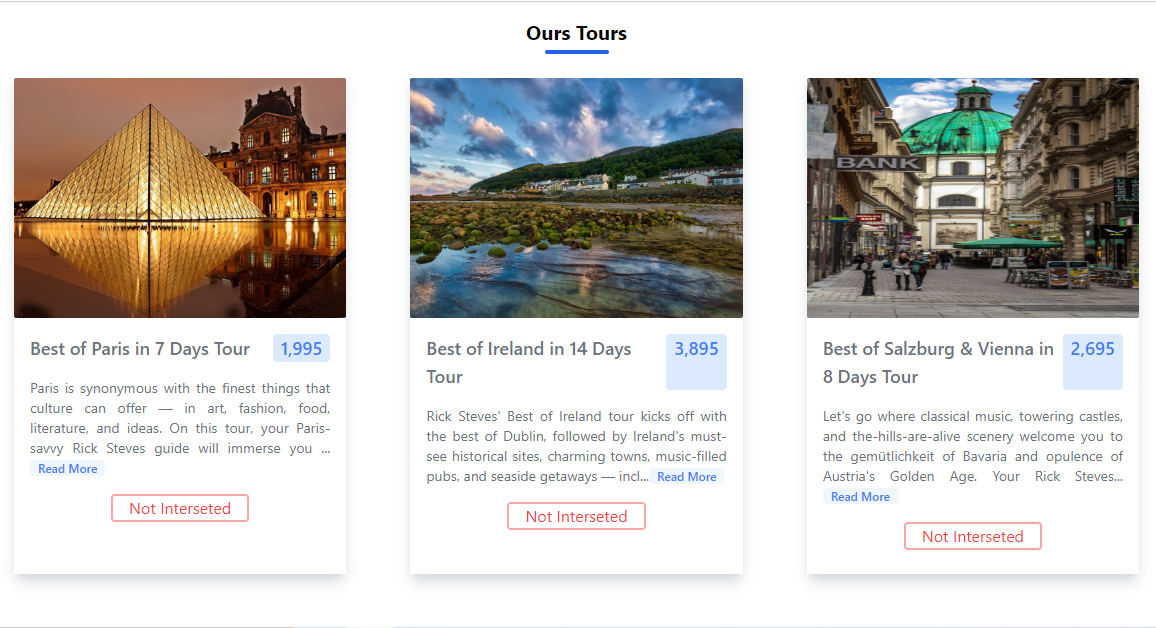 Ours Tours
BANK
Best of Paris in 7 Days Tour
1,995
Paris is synonymous with the finest things that
culture can offer — in art, fashion, food,
literature, and ideas. On this tour, your Paris-
savvy Rick Steves guide will immerse you ...
Read More
Not Interseted
Best of Ireland in 14 Days
Tour
3,895
Rick Steves' Best of Ireland tour kicks off with
the best of Dublin, followed by Ireland's must-
see historical sites, charming towns, music-filled
pubs, and seaside getaways — incl... Read More
Not Interseted
Best of Salzburg & Vienna in
8 Days Tour
2,695
Let's go where classical music, towering castles,
and the-hills-are-alive scenery welcome you to
the gemütlichkeit of Bavaria and opulence of
Austria's Golden Age. Your Rick Steves...
Read More
Not Interseted